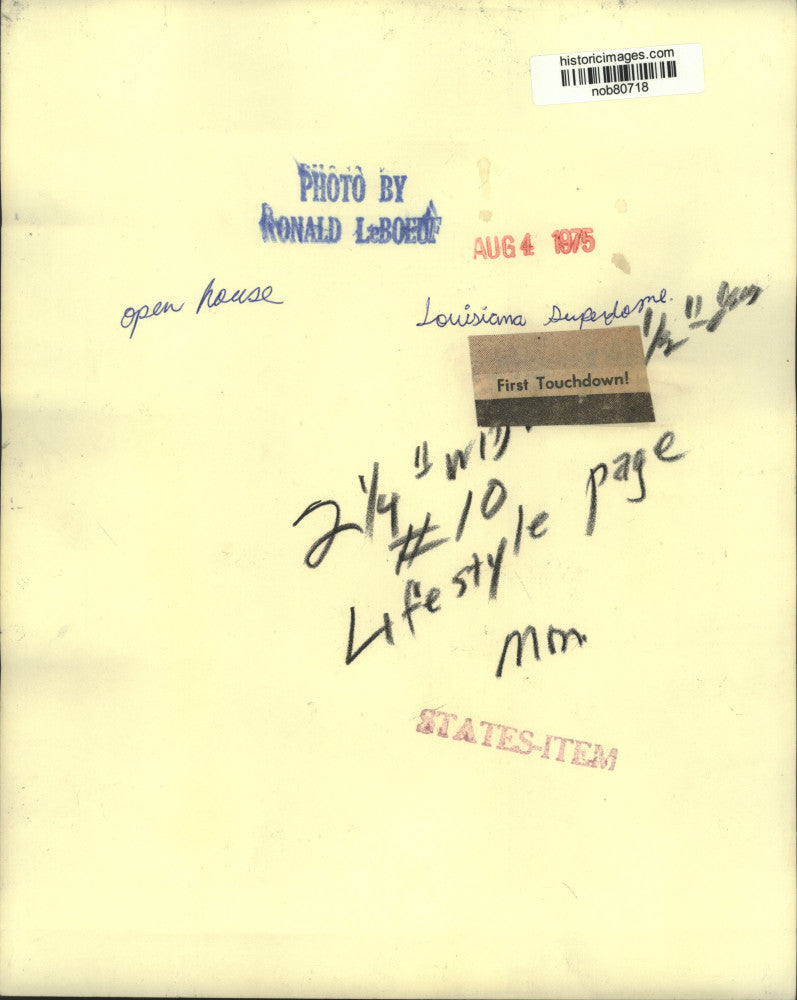 historicimages.com
nob80718
PHOTO BY
RONALD LeBOEUF
AUG 4 1975
open house
Louisiana Superdome.
1/2"
First Touchdown!
2 1/4"
#10
Lifestyle page
Mm.
STATES-ITEM